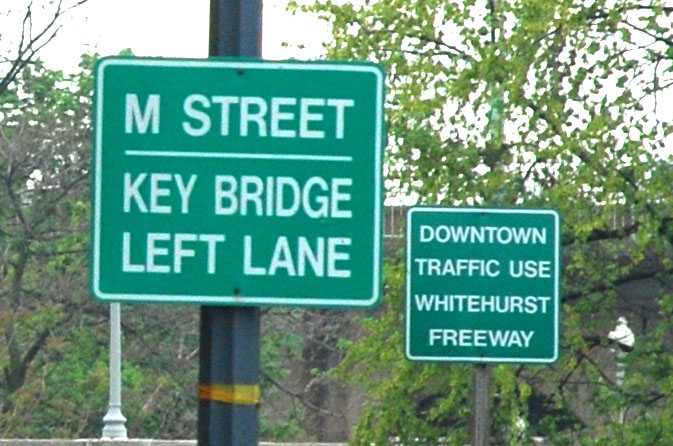 M STREET
KEY BRIDGE
LEFT LANE
DOWNTOWN
TRAFFIC USE
WHITEHURST
FREEWAY